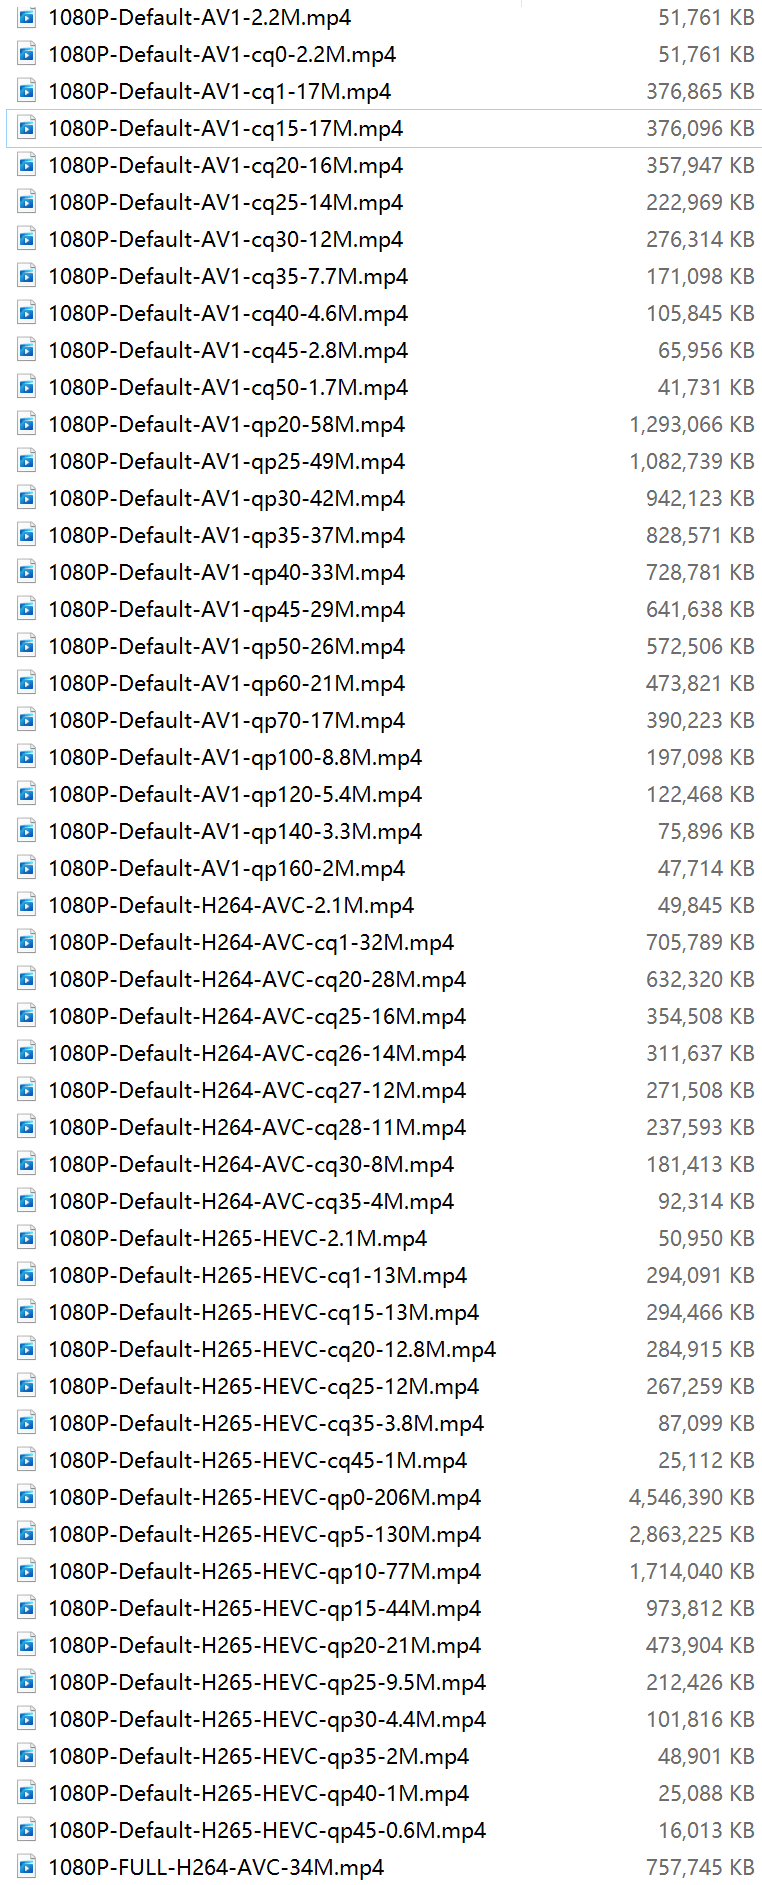 1080P-Default-AV1-2.2M.mp4 51,761 KB
1080P-Default-AV1-cq0-2.2M.mp4 51,761 KB
1080P-Default-AV1-cq1-17M.mp4 376,865 KB
1080P-Default-AV1-cq15-17M.mp4 376,096 KB
1080P-Default-AV1-cq20-16M.mp4 357,947 KB
1080P-Default-AV1-cq25-14M.mp4 222,969 KB
1080P-Default-AV1-cq30-12M.mp4 276,314 KB
1080P-Default-AV1-cq35-7.7M.mp4 171,098 KB
1080P-Default-AV1-cq40-4.6M.mp4 105,845 KB
1080P-Default-AV1-cq45-2.8M.mp4 65,956 KB
1080P-Default-AV1-cq50-1.7M.mp4 41,731 KB
1080P-Default-AV1-qp20-58M.mp4 1,293,066 KB
1080P-Default-AV1-qp25-49M.mp4 1,082,739 KB
1080P-Default-AV1-qp30-42M.mp4 942,123 KB
1080P-Default-AV1-qp35-37M.mp4 828,571 KB
1080P-Default-AV1-qp40-33M.mp4 728,781 KB
1080P-Default-AV1-qp45-29M.mp4 641,638 KB
1080P-Default-AV1-qp50-26M.mp4 572,506 KB
1080P-Default-AV1-qp60-21M.mp4 473,821 KB
1080P-Default-AV1-qp70-17M.mp4 390,223 KB
1080P-Default-AV1-qp100-8.8M.mp4 197,098 KB
1080P-Default-AV1-qp120-5.4M.mp4 122,468 KB
1080P-Default-AV1-qp140-3.3M.mp4 75,896 KB
1080P-Default-AV1-qp160-2M.mp4 47,714 KB
1080P-Default-H264-AVC-2.1M.mp4 49,845 KB
1080P-Default-H264-AVC-cq1-32M.mp4 705,789 KB
1080P-Default-H264-AVC-cq20-28M.mp4 632,320 KB
1080P-Default-H264-AVC-cq25-16M.mp4 354,508 KB
1080P-Default-H264-AVC-cq26-14M.mp4 311,637 KB
1080P-Default-H264-AVC-cq27-12M.mp4 271,508 KB
1080P-Default-H264-AVC-cq28-11M.mp4 237,593 KB
1080P-Default-H264-AVC-cq30-8M.mp4 181,413 KB
1080P-Default-H264-AVC-cq35-4M.mp4 92,314 KB
1080P-Default-H265-HEVC-2.1M.mp4 50,950 KB
1080P-Default-H265-HEVC-cq1-13M.mp4 294,091 KB
1080P-Default-H265-HEVC-cq15-13M.mp4 294,466 KB
1080P-Default-H265-HEVC-cq20-12.8M.mp4 284,915 KB
1080P-Default-H265-HEVC-cq25-12M.mp4 267,259 KB
1080P-Default-H265-HEVC-cq35-3.8M.mp4 87,099 KB
1080P-Default-H265-HEVC-cq45-1M.mp4 25,112 KB
1080P-Default-H265-HEVC-qp0-206M.mp4 4,546,390 KB
1080P-Default-H265-HEVC-qp5-130M.mp4 2,863,225 KB
1080P-Default-H265-HEVC-qp10-77M.mp4 1,714,040 KB
1080P-Default-H265-HEVC-qp15-44M.mp4 973,812 KB
1080P-Default-H265-HEVC-qp20-21M.mp4 473,904 KB
1080P-Default-H265-HEVC-qp25-9.5M.mp4 212,426 KB
1080P-Default-H265-HEVC-qp30-4.4M.mp4 101,816 KB
1080P-Default-H265-HEVC-qp35-2M.mp4 48,901 KB
1080P-Default-H265-HEVC-qp40-1M.mp4 25,088 KB
1080P-Default-H265-HEVC-qp45-0.6M.mp4 16,013 KB
1080P-FULL-H264-AVC-34M.mp4 757,745 KB